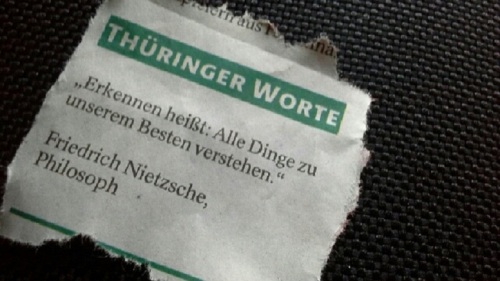 THÜRINGER WORTE
„Erkennen heißt: Alle Dinge zu
unserem Besten verstehen.“
Friedrich Nietzsche,
Philosoph